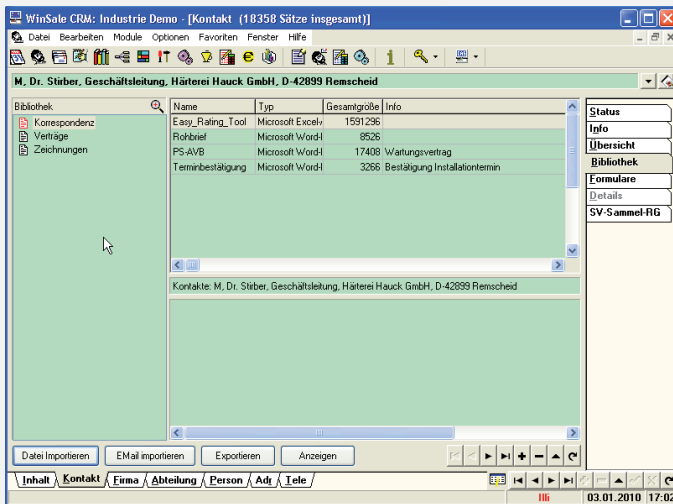 WinSale CRM: Industrie Demo - [Kontakt (18358 Sätze insgesamt)]
Datei Bearbeiten Module Optionen Favoriten Fenster Hilfe
M, Dr. Stirber, Geschäftsleitung, Härterei Hauck GmbH, D-42899 Remscheid
Bibliothek
Korrespondenz
Verträge
Zeichnungen
Name Typ Gesamtgröße Info
Easy_Rating_Tool Microsoft Excel 1591296
Rohbrief Microsoft Word 8526
PS-AVB Microsoft Word 17408 Wartungsvertrag
Terminbestätigung Microsoft Word 3266 Bestätigung Installationtermin
Kontakte: M, Dr. Stirber, Geschäftsleitung, Härterei Hauck GmbH, D-42899 Remscheid
Status
Info
Übersicht
Bibliothek
Formulare
Details
SV-Sammel-RG
Datei Importieren EMail importieren Exportieren Anzeigen
Inhalt Kontakt Firma Abteilung Person Adr Tele
03.01.2010 17:02